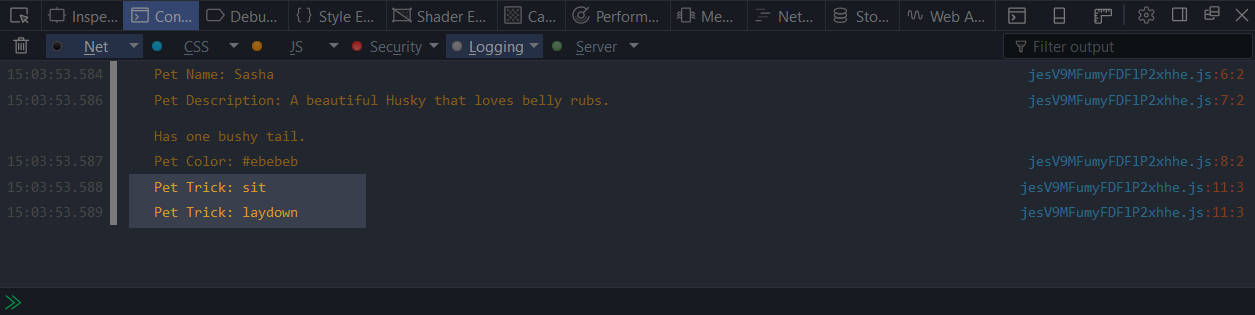 Inspe... Con... Debu... Style E... Shader E... Ca... Perform... Me... Net... Sto... Web A...
Net CSS JS Security Logging Server Filter output
15:03:53.584 Pet Name: Sasha jesV9MFumyFDFlP2xhhe.js:6:2
15:03:53.586 Pet Description: A beautiful Husky that loves belly rubs. jesV9MFumyFDFlP2xhhe.js:7:2
Has one bushy tail.
15:03:53.587 Pet Color: #ebebeb jesV9MFumyFDFlP2xhhe.js:8:2
15:03:53.588 Pet Trick: sit jesV9MFumyFDFlP2xhhe.js:11:3
15:03:53.589 Pet Trick: laydown jesV9MFumyFDFlP2xhhe.js:11:3